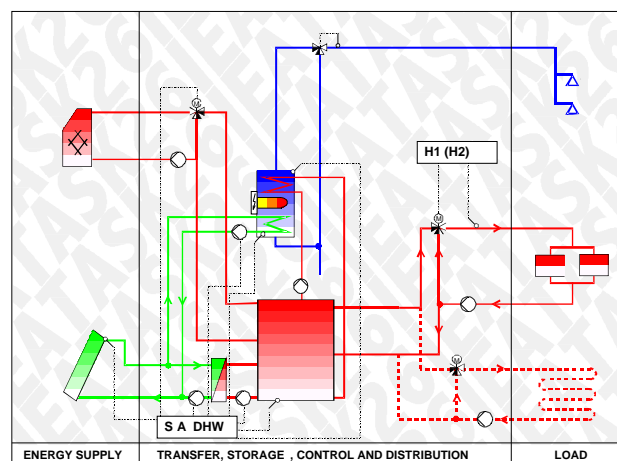 M
H1 (H2)
M
M
S A DHW
ENERGY SUPPLY
TRANSFER, STORAGE , CONTROL AND DISTRIBUTION
LOAD